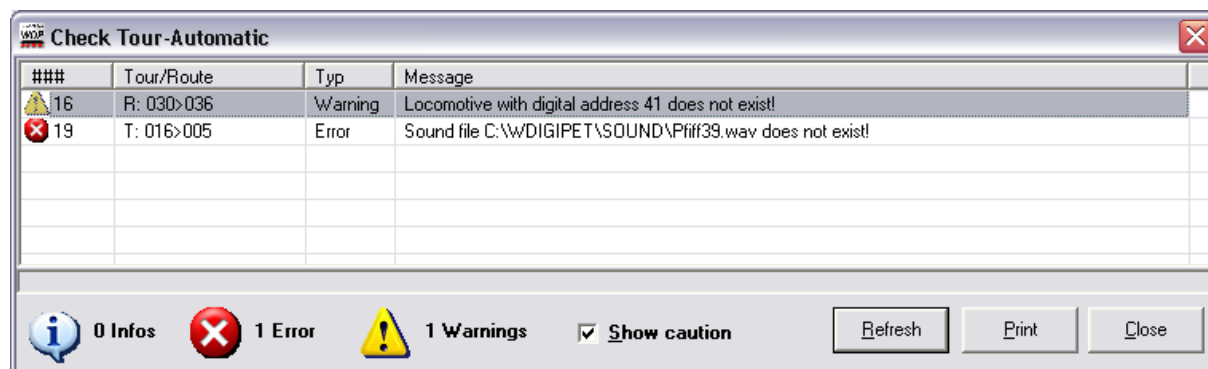 WDP Check Tour-Automatic
### Tour/Route Typ Message
16 R: 030>036 Warning Locomotive with digital address 41 does not exist!
19 T: 016>005 Error Sound file C:\WDIGIPET\SOUND\Pfiff39.wav does not exist!
0 Infos 1 Error 1 Warnings Show caution Refresh Print Close